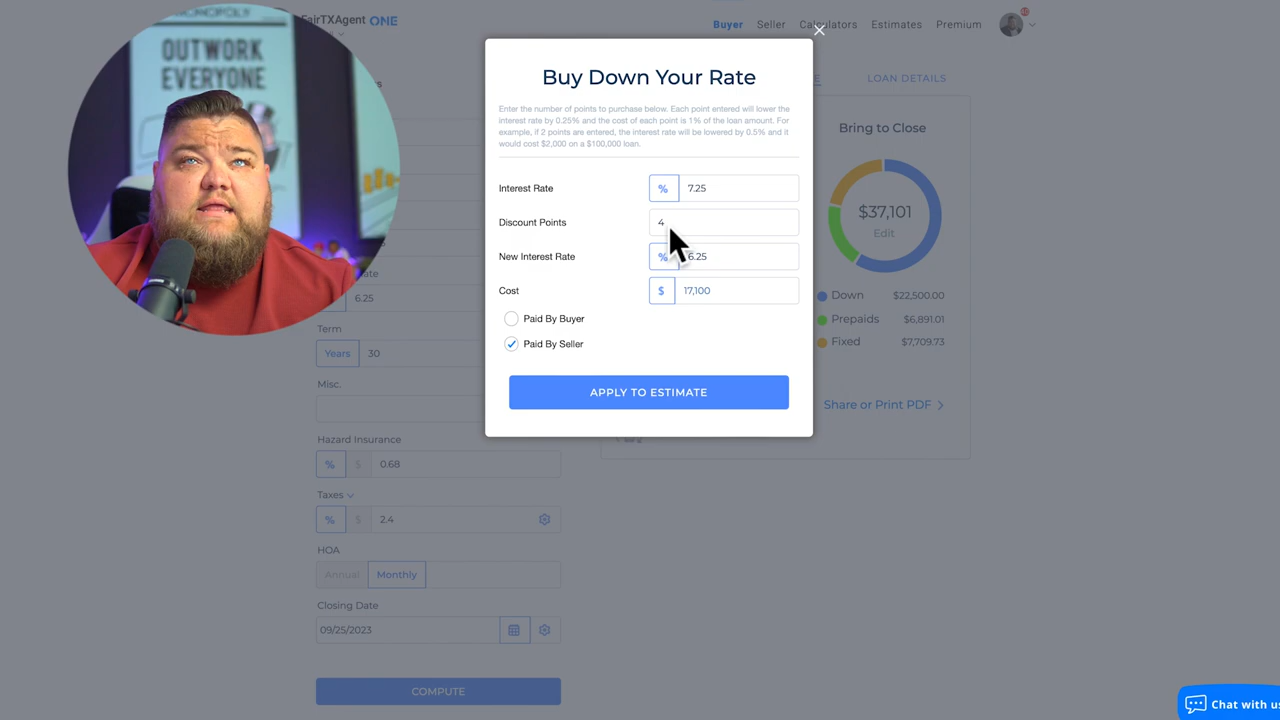 FairTXAgent ONE
Buyer
Seller
Calculators
Estimates
Premium
OUTWORK
EVERYONE
Buy Down Your Rate
Enter the number of points to purchase below. Each point entered will lower the
interest rate by 0.25% and the cost of each point is 1% of the loan amount. For
example, if 2 points are entered, the interest rate will be lowered by 0.5% and it
would cost $2,000 on a $100,000 loan.
Interest Rate
% 7.25
Discount Points
4
New Interest Rate
% 6.25
Cost
$ 17,100
Paid By Buyer
Paid By Seller
APPLY TO ESTIMATE
LOAN DETAILS
Bring to Close
$37,101
Edit
Down $22,500.00
Prepaids $6,891.01
Fixed $7,709.73
Share or Print PDF
6.25
Term
Years 30
Misc.
Hazard Insurance
% $ 0.68
Taxes
% $ 2.4
HOA
Annual Monthly
Closing Date
09/25/2023
COMPUTE
Chat with us